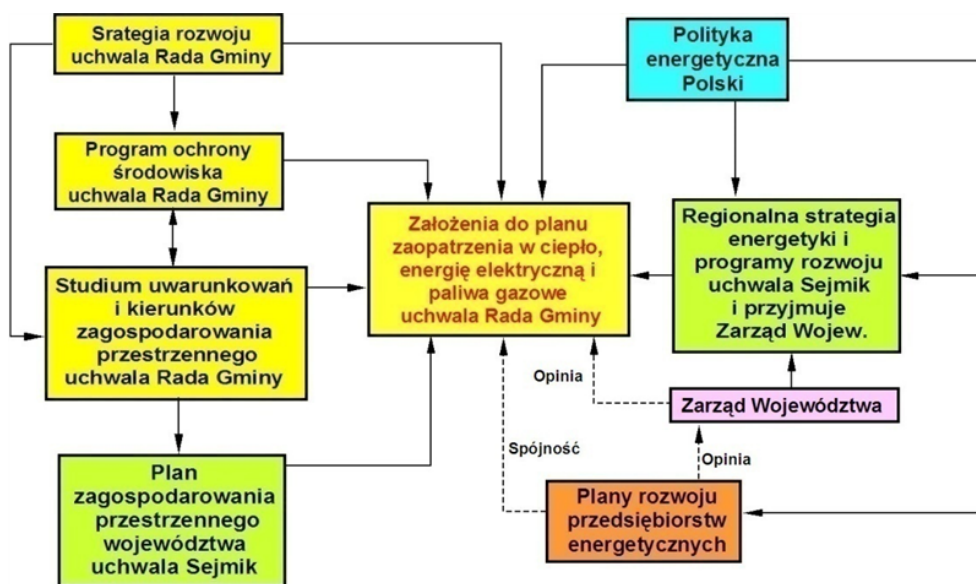 Srategia rozwoju
uchwala Rada Gminy
Polityka
energetyczna
Polski
Program ochrony
środowiska
uchwala Rada Gminy
Założenia do planu
zaopatrzenia w ciepło,
energię elektryczną i
paliwa gazowe
uchwala Rada Gminy
Regionalna strategia
energetyki i
programy rozwoju
uchwala Sejmik
i przyjmuje
Zarząd Wojew.
Studium uwarunkowań
i kierunków
zagospodarowania
przestrzennego
uchwala Rada Gminy
Opinia
Zarząd Województwa
Spójność
Opinia
Plan
zagospodarowania
przestrzennego
województwa
uchwala Sejmik
Plany rozwoju
przedsiębiorstw
energetycznych